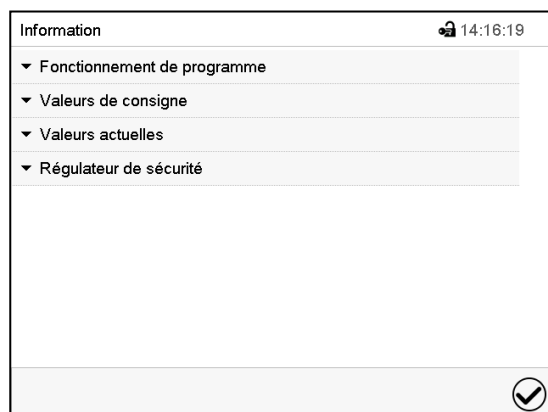 Information 14:16:19
Fonctionnement de programme
Valeurs de consigne
Valeurs actuelles
Régulateur de sécurité